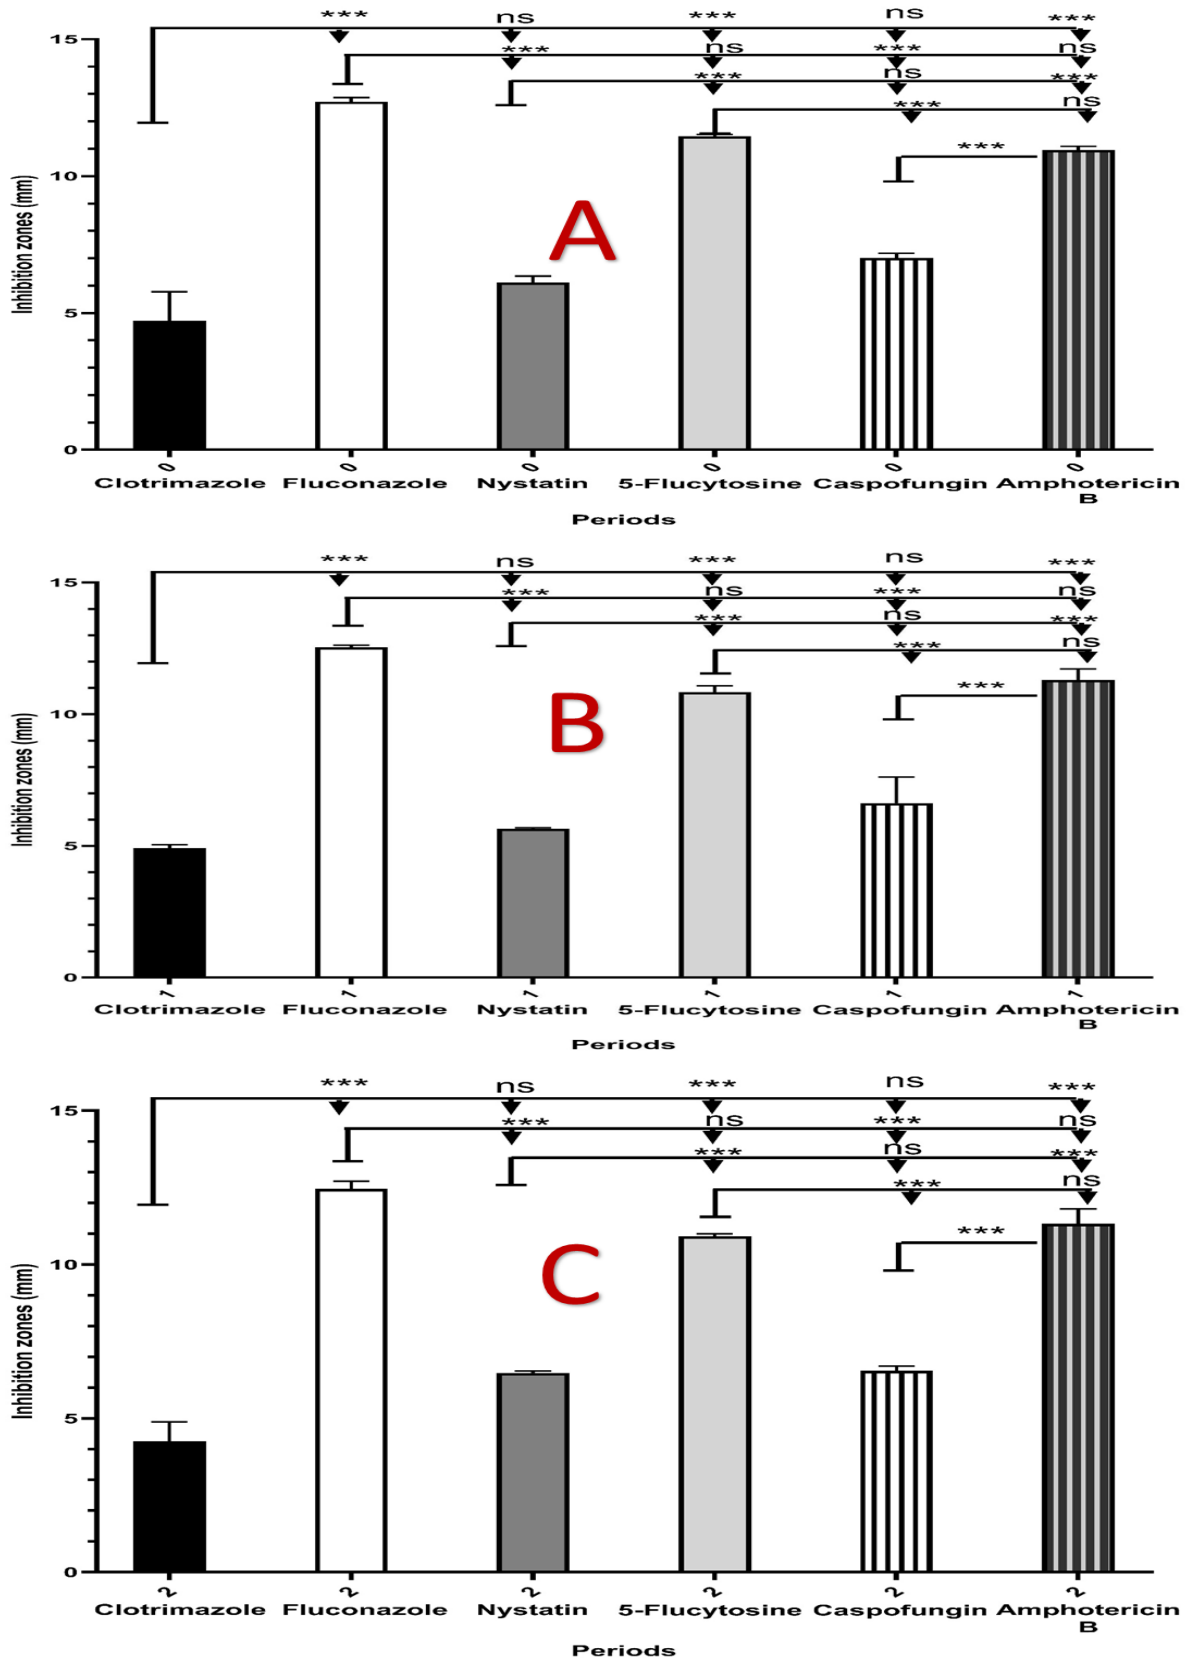 *** ns *** ns ***
15
*** ns *** ns
*** ns ***
*** ns
***
10
5
0
Inhibition zones (mm)
A
0 0 0 0 0 0
Clotrimazole Fluconazole Nystatin 5-Flucytosine Caspofungin Amphotericin
B
Periods
*** ns *** ns ***
15
*** ns *** ns
*** ns ***
*** ns
***
10
5
0
Inhibition zones (mm)
B
1 1 1 1 1 1
Clotrimazole Fluconazole Nystatin 5-Flucytosine Caspofungin Amphotericin
B
Periods
*** ns *** ns ***
15
*** ns *** ns
*** ns ***
*** ns
***
10
5
0
Inhibition zones (mm)
C
2 2 2 2 2 2
Clotrimazole Fluconazole Nystatin 5-Flucytosine Caspofungin Amphotericin
B
Periods